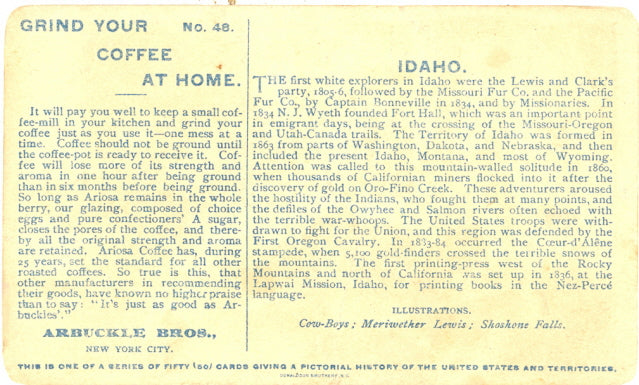 GRIND YOUR No. 48.
COFFEE
AT HOME.
It will pay you well to keep a small cof-
fee-mill in your kitchen and grind your
coffee just as you use it—one mess at a
time. Coffee should not be ground until
the coffee-pot is ready to receive it. Cof-
fee will lose more of its strength and
aroma in one hour after being ground
than in six months before being ground.
So long as Ariosa remains in the whole
berry, our glazing, composed of choice
eggs and pure confectioners' A sugar,
closes the pores of the coffee, and there-
by all the original strength and aroma
are retained. Ariosa Coffee has, during
25 years, set the standard for all other
roasted coffees. So true is this, that
other manufacturers in recommending
their goods, have known no higher praise
than to say: "It's just as good as Ar-
buckles'."
ARBUCKLE BROS.,
NEW YORK CITY.
IDAHO.
THE first white explorers in Idaho were the Lewis and Clark's
party, 1805-6, followed by the Missouri Fur Co. and the Pacific
Fur Co., by Captain Bonneville in 1834, and by Missionaries. In
1834 N. J. Wyeth founded Fort Hall, which was an important point
in emigrant days, being at the crossing of the Missouri-Oregon
and Utah-Canada trails. The Territory of Idaho was formed in
1863 from parts of Washington, Dakota, and Nebraska, and then
included the present Idaho, Montana, and most of Wyoming.
Attention was called to this mountain-walled solitude in 1860,
when thousands of Californian miners flocked into it after the
discovery of gold on Oro-Fino Creek. These adventurers aroused
the hostility of the Indians, who fought them at many points, and
the defiles of the Owyhee and Salmon rivers often echoed with
the terrible war-whoops. The United States troops were with-
drawn to fight for the Union, and this region was defended by the
First Oregon Cavalry. In 1883-84 occurred the Cœur-d'Alêne
stampede, when 5,100 gold-finders crossed the terrible snows of
the mountains. The first printing-press west of the Rocky
Mountains and north of California was set up in 1836, at the
Lapwai Mission, Idaho, for printing books in the Nez-Percé
language.
ILLUSTRATIONS.
Cow-Boys; Meriwether Lewis; Shoshone Falls.
THIS IS ONE OF A SERIES OF FIFTY (50) CARDS GIVING A PICTORIAL HISTORY OF THE UNITED STATES AND TERRITORIES.